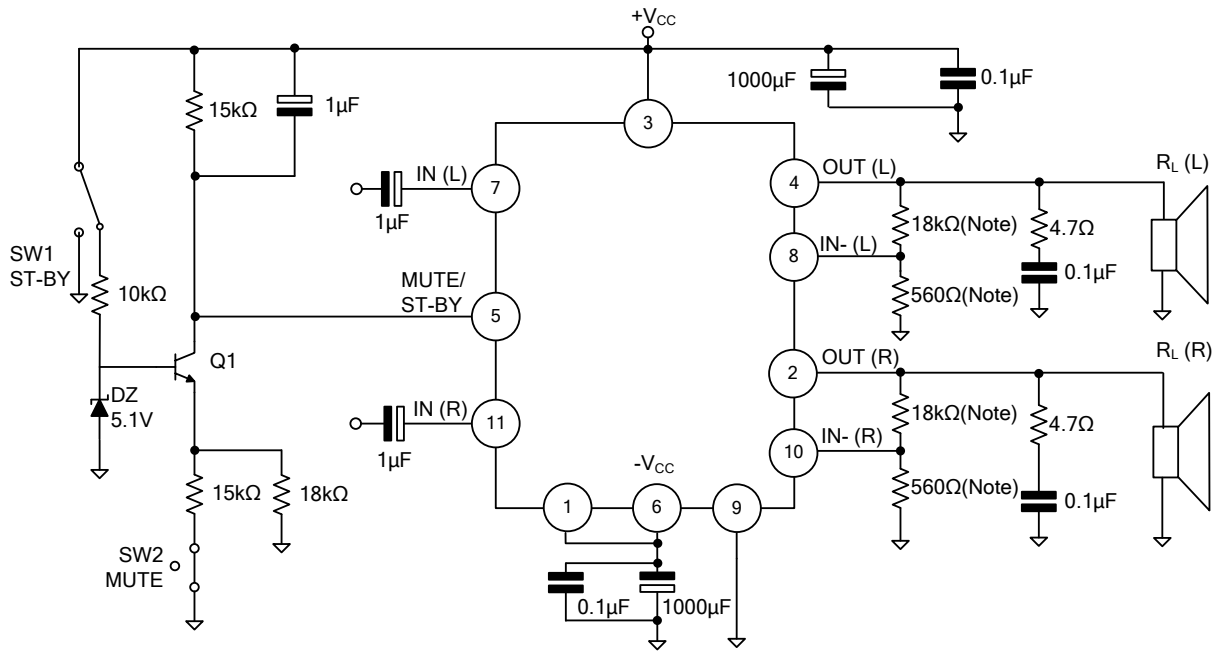 +VCC
15kΩ
1µF
1000µF
0.1µF
3
IN (L)
7
1µF
4
OUT (L)
RL (L)
18kΩ(Note)
4.7Ω
8
IN- (L)
0.1µF
560Ω(Note)
SW1
ST-BY
10kΩ
MUTE/
ST-BY
5
Q1
DZ
5.1V
2
OUT (R)
RL (R)
18kΩ(Note)
4.7Ω
IN (R)
11
1µF
10
IN- (R)
560Ω(Note)
0.1µF
15kΩ
18kΩ
-VCC
1
6
9
SW2
MUTE
0.1µF
1000µF